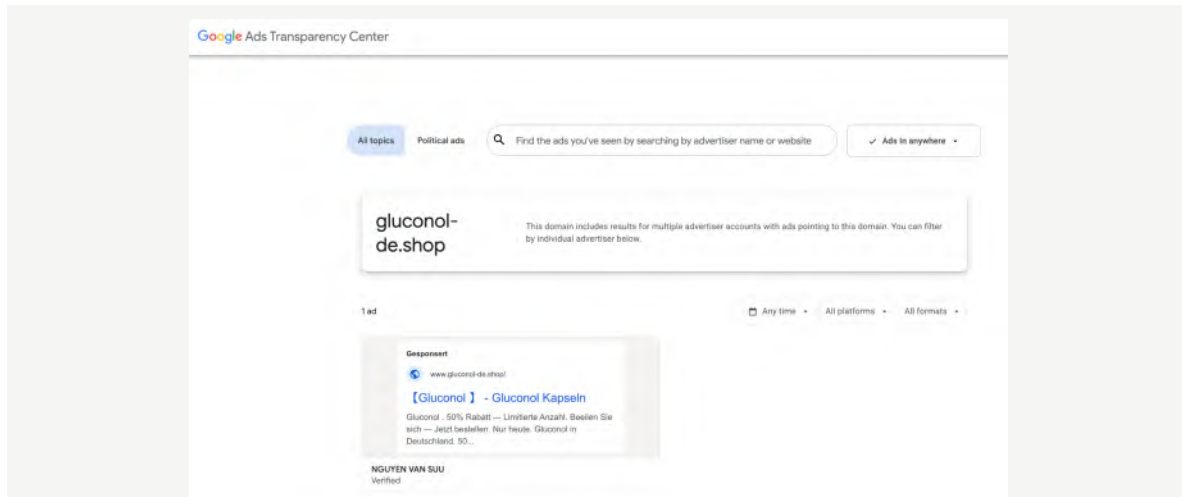 Google Ads Transparency Center
All topics
Political ads
Find the ads you've seen by searching by advertiser name or website
Ads in anywhere
gluconol-
de.shop
This domain includes results for multiple advertiser accounts with ads pointing to this domain. You can filter
by individual advertiser below.
1 ad
Any time
All platforms
All formats
Gesponsert
www.gluconol-de.shop/
【Gluconol 】 - Gluconol Kapseln
Gluconol . 50% Rabatt — Limitierte Anzahl. Beeilen Sie
sich — Jetzt bestellen. Nur heute. Gluconol in
Deutschland. 50...
NGUYEN VAN SUU
Verified